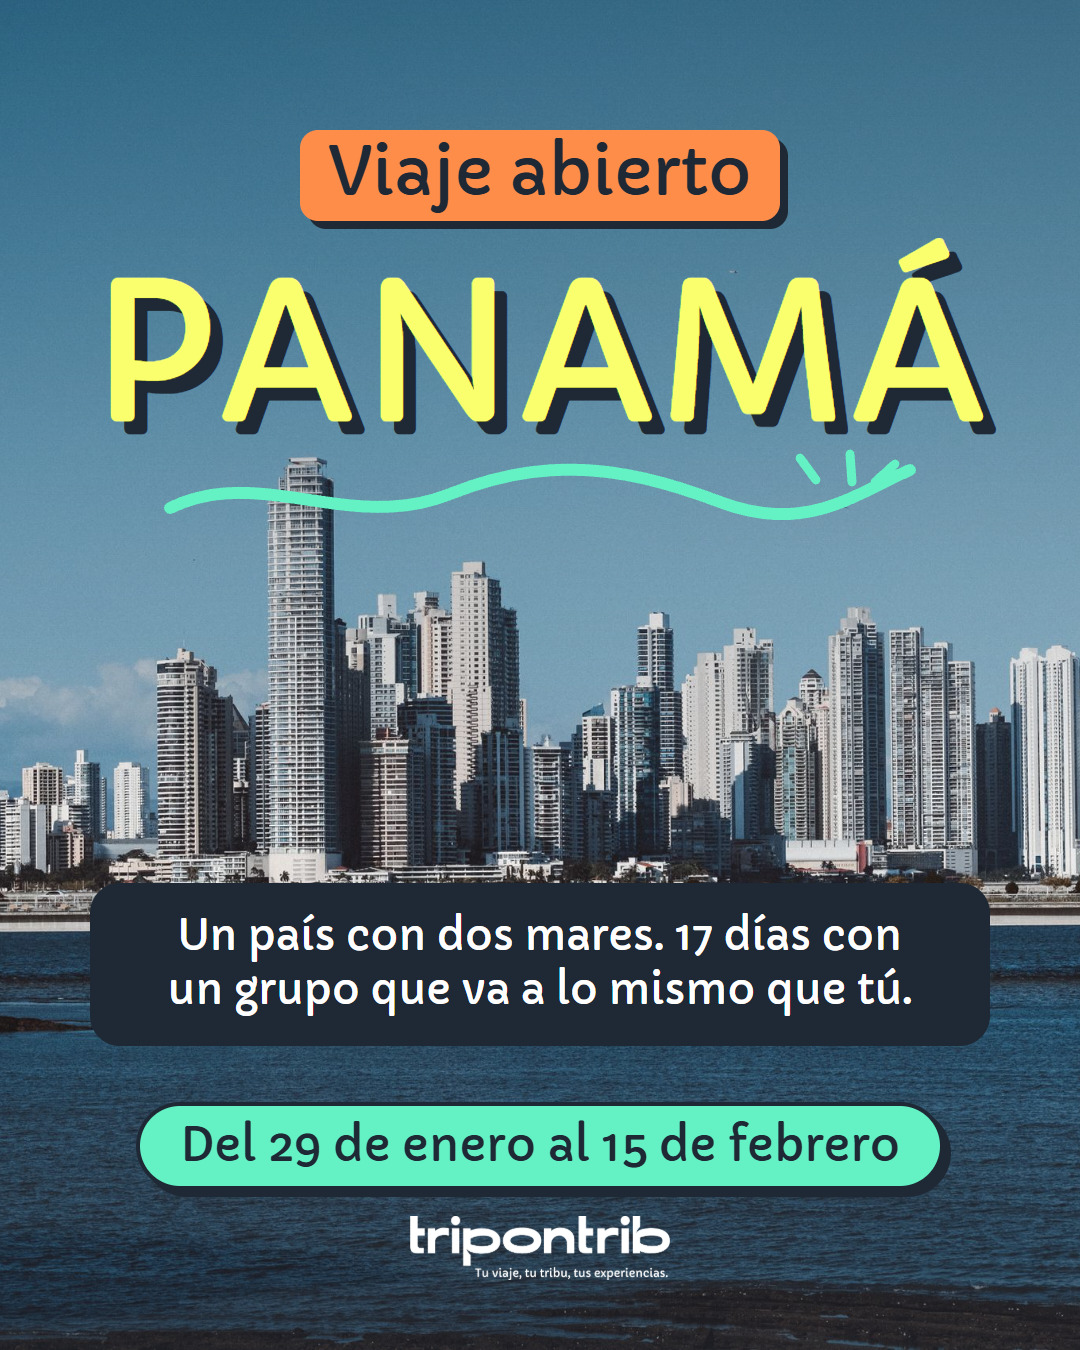 Viaje abierto
PANAMÁ
Un país con dos mares. 17 días con
un grupo que va a lo mismo que tú.
Del 29 de enero al 15 de febrero
tripontrib
Tu viaje, tu tribu, tus experiencias.